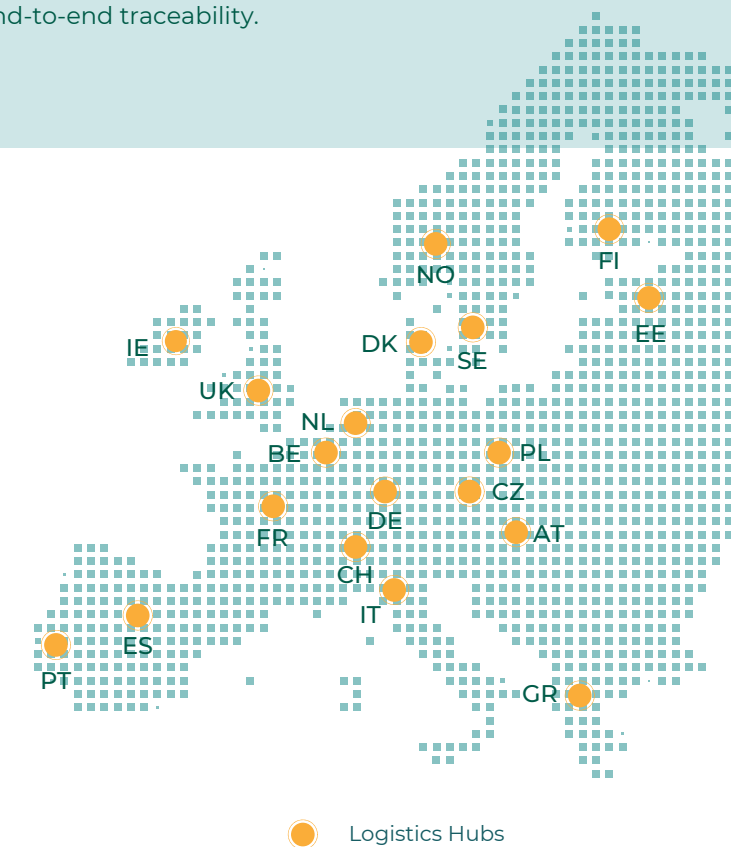 nd-to-end traceability.
FI
NO
EE
DK
IE
SE
UK
NL
BE
PL
CZ
DE
AT
FR
CH
IT
ES
PT
GR
Logistics Hubs